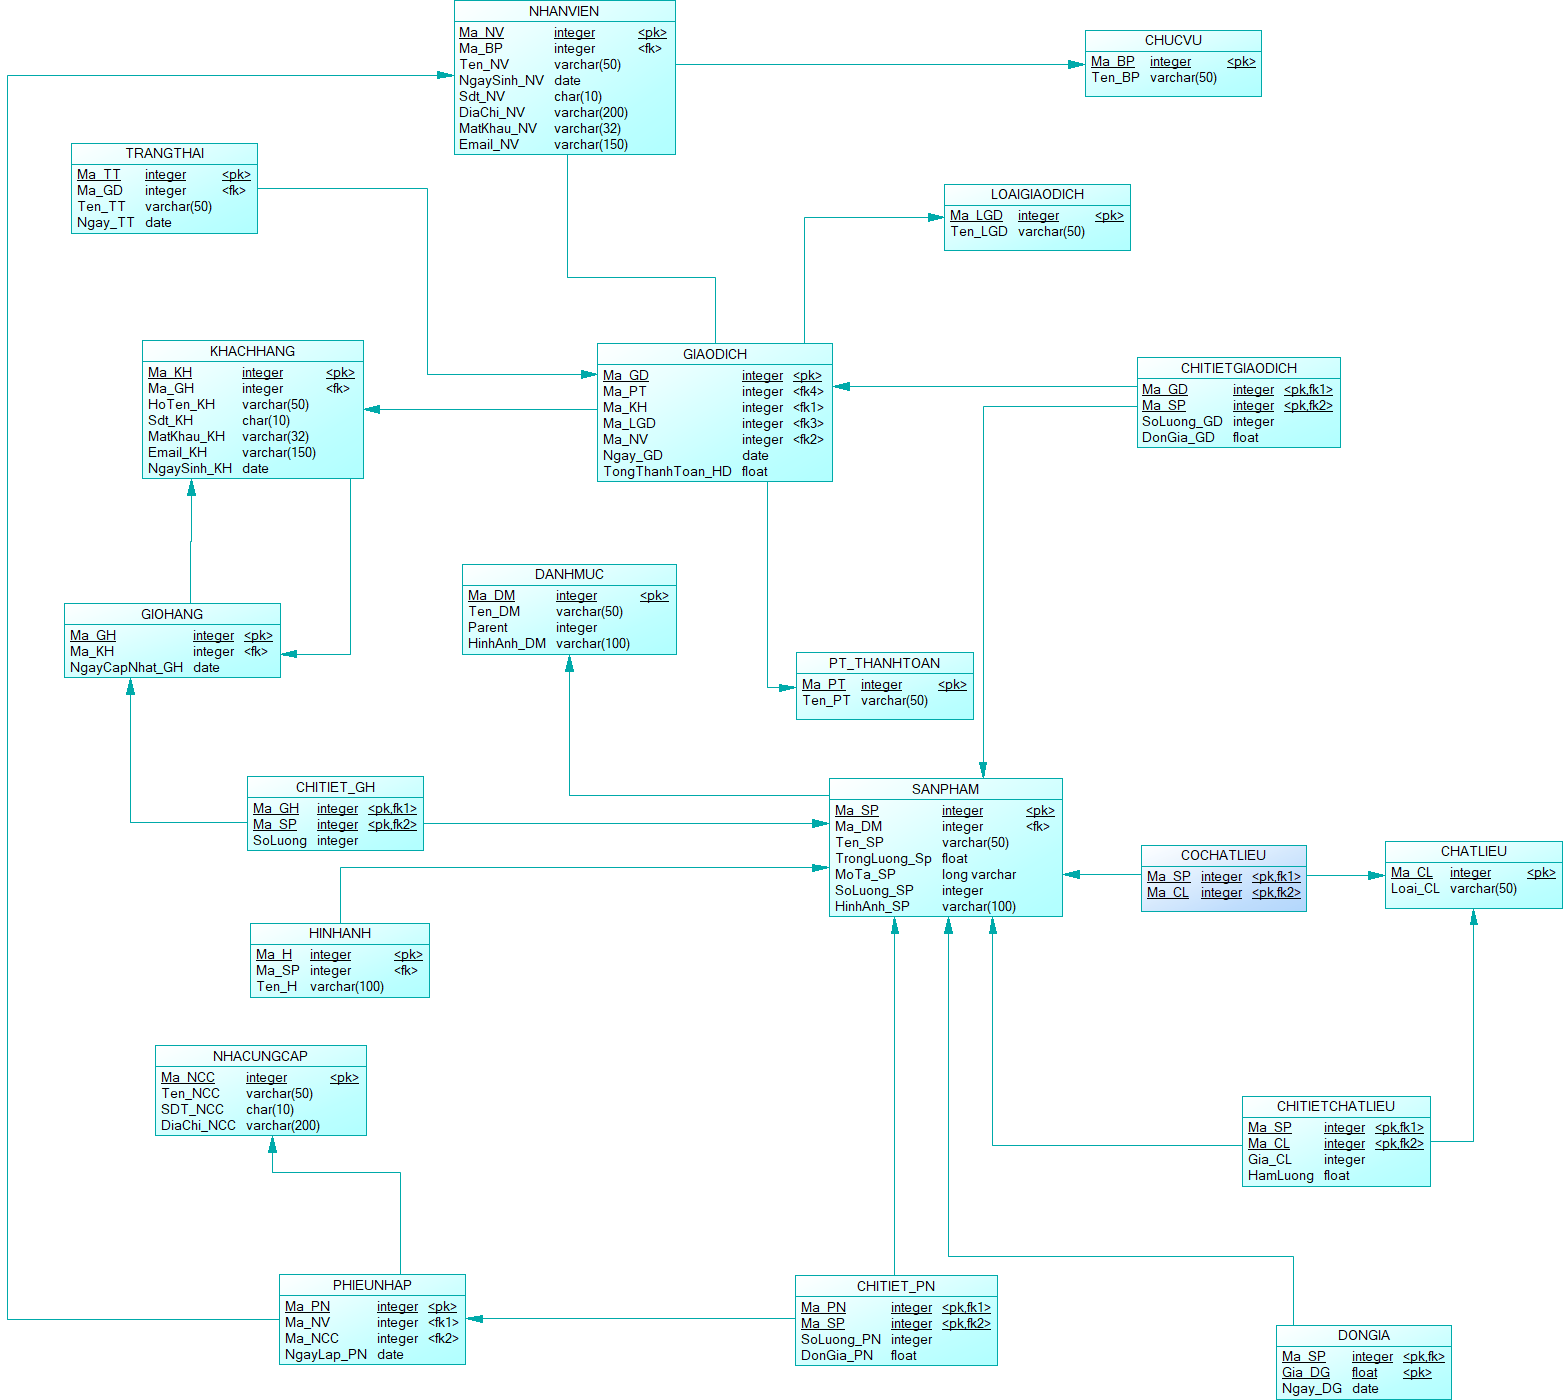 NHANVIEN
Ma_NV integer <pk>
Ma_BP integer <fk>
Ten_NV varchar(50)
NgaySinh_NV date
Sdt_NV char(10)
DiaChi_NV varchar(200)
MatKhau_NV varchar(32)
Email_NV varchar(150)
CHUCVU
Ma_BP integer <pk>
Ten_BP varchar(50)
TRANGTHAI
Ma_TT integer <pk>
Ma_GD integer <fk>
Ten_TT varchar(50)
Ngay_TT date
LOAIGIAODICH
Ma_LGD integer <pk>
Ten_LGD varchar(50)
KHACHHANG
Ma_KH integer <pk>
Ma_GH integer <fk>
HoTen_KH varchar(50)
Sdt_KH char(10)
MatKhau_KH varchar(32)
Email_KH varchar(150)
NgaySinh_KH date
GIAODICH
Ma_GD integer <pk>
Ma_PT integer <fk4>
Ma_KH integer <fk1>
Ma_LGD integer <fk3>
Ma_NV integer <fk2>
Ngay_GD date
TongThanhToan_HD float
CHITIETGIAODICH
Ma_GD integer <pk,fk1>
Ma_SP integer <pk,fk2>
SoLuong_GD integer
DonGia_GD float
GIOHANG
Ma_GH integer <pk>
Ma_KH integer <fk>
NgayCapNhat_GH date
DANHMUC
Ma_DM integer <pk>
Ten_DM varchar(50)
Parent integer
HinhAnh_DM varchar(100)
PT_THANHTOAN
Ma_PT integer <pk>
Ten_PT varchar(50)
CHITIET_GH
Ma_GH integer <pk,fk1>
Ma_SP integer <pk,fk2>
SoLuong integer
SANPHAM
Ma_SP integer <pk>
Ma_DM integer <fk>
Ten_SP varchar(50)
TrongLuong_Sp float
MoTa_SP long varchar
SoLuong_SP integer
HinhAnh_SP varchar(100)
COCHATLIEU
Ma_SP integer <pk,fk1>
Ma_CL integer <pk,fk2>
CHATLIEU
Ma_CL integer <pk>
Loai_CL varchar(50)
HINHANH
Ma_H integer <pk>
Ma_SP integer <fk>
Ten_H varchar(100)
NHACUNGCAP
Ma_NCC integer <pk>
Ten_NCC varchar(50)
SDT_NCC char(10)
DiaChi_NCC varchar(200)
CHITIETCHATLIEU
Ma_SP integer <pk,fk1>
Ma_CL integer <pk,fk2>
Gia_CL integer
HamLuong float
PHIEUNHAP
Ma_PN integer <pk>
Ma_NV integer <fk1>
Ma_NCC integer <fk2>
NgayLap_PN date
CHITIET_PN
Ma_PN integer <pk,fk1>
Ma_SP integer <pk,fk2>
SoLuong_PN integer
DonGia_PN float
DONGIA
Ma_SP integer <pk,fk>
Gia_DG float <pk>
Ngay_DG date